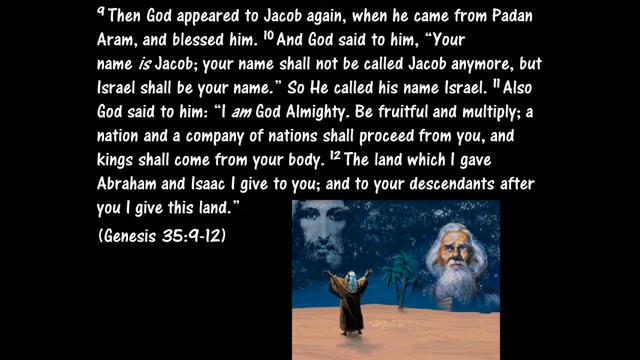 ⁹ Then God appeared to Jacob again, when he came from Padan
Aram, and blessed him. ¹⁰ And God said to him, “Your
name is Jacob; your name shall not be called Jacob anymore, but
Israel shall be your name.” So He called his name Israel. ¹¹ Also
God said to him: “I am God Almighty. Be fruitful and multiply; a
nation and a company of nations shall proceed from you, and
kings shall come from your body. ¹² The land which I gave
Abraham and Isaac I give to you; and to your descendants after
you I give this land.”
(Genesis 35:9-12)